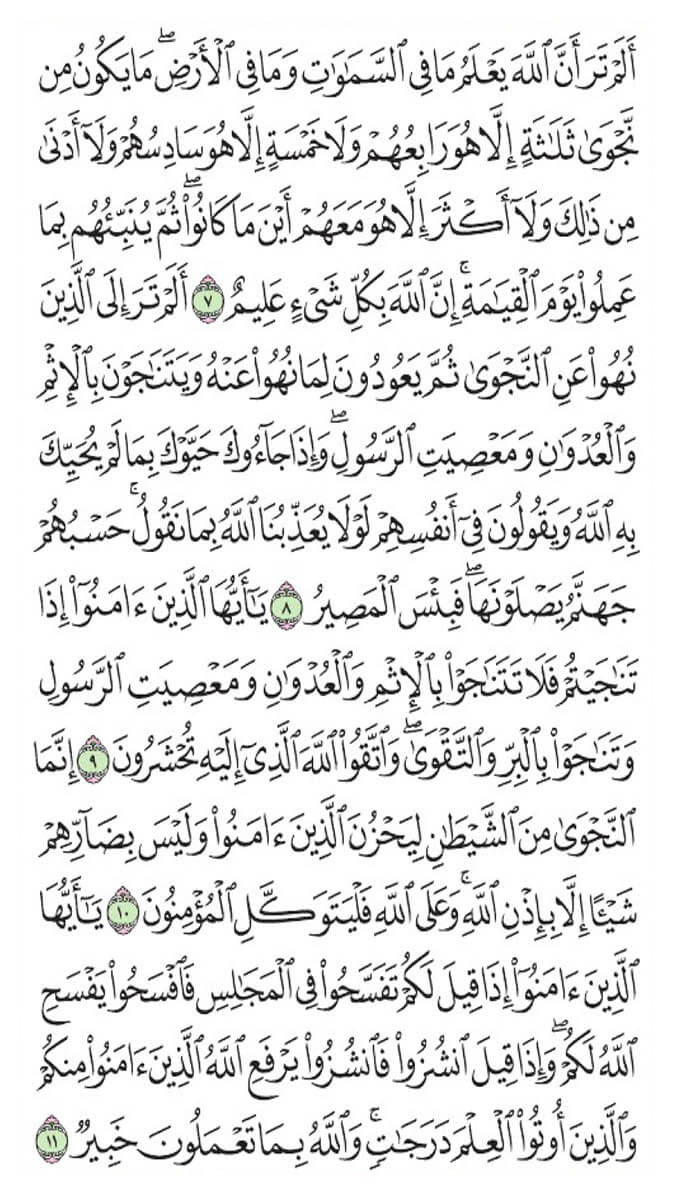 أَلَمْ تَرَ أَنَّ ٱللَّهَ يَعْلَمُ مَا فِى ٱلسَّمَٰوَٰتِ وَمَا فِى ٱلْأَرْضِ ۖ مَا يَكُونُ مِن
نَّجْوَىٰ ثَلَٰثَةٍ إِلَّا هُوَ رَابِعُهُمْ وَلَا خَمْسَةٍ إِلَّا هُوَ سَادِسُهُمْ وَلَآ أَدْنَىٰ
مِن ذَٰلِكَ وَلَآ أَكْثَرَ إِلَّا هُوَ مَعَهُمْ أَيْنَ مَا كَانُوا۟ ۖ ثُمَّ يُنَبِّئُهُم بِمَا
عَمِلُوا۟ يَوْمَ ٱلْقِيَٰمَةِ ۚ إِنَّ ٱللَّهَ بِكُلِّ شَىْءٍ عَلِيمٌ ٧ أَلَمْ تَرَ إِلَى ٱلَّذِينَ
نُهُوا۟ عَنِ ٱلنَّجْوَىٰ ثُمَّ يَعُودُونَ لِمَا نُهُوا۟ عَنْهُ وَيَتَنَٰجَوْنَ بِٱلْإِثْمِ
وَٱلْعُدْوَٰنِ وَمَعْصِيَتِ ٱلرَّسُولِ ۖ وَإِذَا جَآءُوكَ حَيَّوْكَ بِمَا لَمْ يُحَيِّكَ
بِهِ ٱللَّهُ وَيَقُولُونَ فِىٓ أَنفُسِهِمْ لَوْلَا يُعَذِّبُنَا ٱللَّهُ بِمَا نَقُولُ ۚ حَسْبُهُمْ
جَهَنَّمُ يَصْلَوْنَهَا ۖ فَبِئْسَ ٱلْمَصِيرُ ٨ يَٰٓأَيُّهَا ٱلَّذِينَ ءَامَنُوٓا۟ إِذَا
تَنَٰجَيْتُمْ فَلَا تَتَنَٰجَوْا۟ بِٱلْإِثْمِ وَٱلْعُدْوَٰنِ وَمَعْصِيَتِ ٱلرَّسُولِ
وَتَنَٰجَوْا۟ بِٱلْبِرِّ وَٱلتَّقْوَىٰ ۖ وَٱتَّقُوا۟ ٱللَّهَ ٱلَّذِىٓ إِلَيْهِ تُحْشَرُونَ ٩ إِنَّمَا
ٱلنَّجْوَىٰ مِنَ ٱلشَّيْطَٰنِ لِيَحْزُنَ ٱلَّذِينَ ءَامَنُوا۟ وَلَيْسَ بِضَآرِّهِمْ
شَيْـًٔا إِلَّا بِإِذْنِ ٱللَّهِ ۚ وَعَلَى ٱللَّهِ فَلْيَتَوَكَّلِ ٱلْمُؤْمِنُونَ ١٠ يَٰٓأَيُّهَا
ٱلَّذِينَ ءَامَنُوٓا۟ إِذَا قِيلَ لَكُمْ تَفَسَّحُوا۟ فِى ٱلْمَجَٰلِسِ فَٱفْسَحُوا۟ يَفْسَحِ
ٱللَّهُ لَكُمْ ۖ وَإِذَا قِيلَ ٱنشُزُوا۟ فَٱنشُزُوا۟ يَرْفَعِ ٱللَّهُ ٱلَّذِينَ ءَامَنُوا۟ مِنكُمْ
وَٱلَّذِينَ أُوتُوا۟ ٱلْعِلْمَ دَرَجَٰتٍ ۚ وَٱللَّهُ بِمَا تَعْمَلُونَ خَبِيرٌ ١١